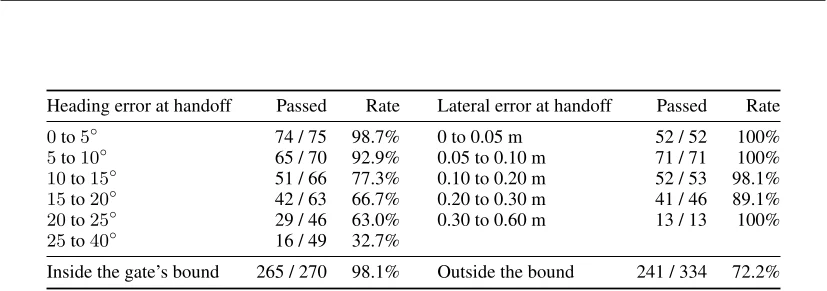 Heading error at handoff Passed Rate Lateral error at handoff Passed Rate
0 to 5° 74 / 75 98.7% 0 to 0.05 m 52 / 52 100%
5 to 10° 65 / 70 92.9% 0.05 to 0.10 m 71 / 71 100%
10 to 15° 51 / 66 77.3% 0.10 to 0.20 m 52 / 53 98.1%
15 to 20° 42 / 63 66.7% 0.20 to 0.30 m 41 / 46 89.1%
20 to 25° 29 / 46 63.0% 0.30 to 0.60 m 13 / 13 100%
25 to 40° 16 / 49 32.7%
Inside the gate's bound 265 / 270 98.1% Outside the bound 241 / 334 72.2%